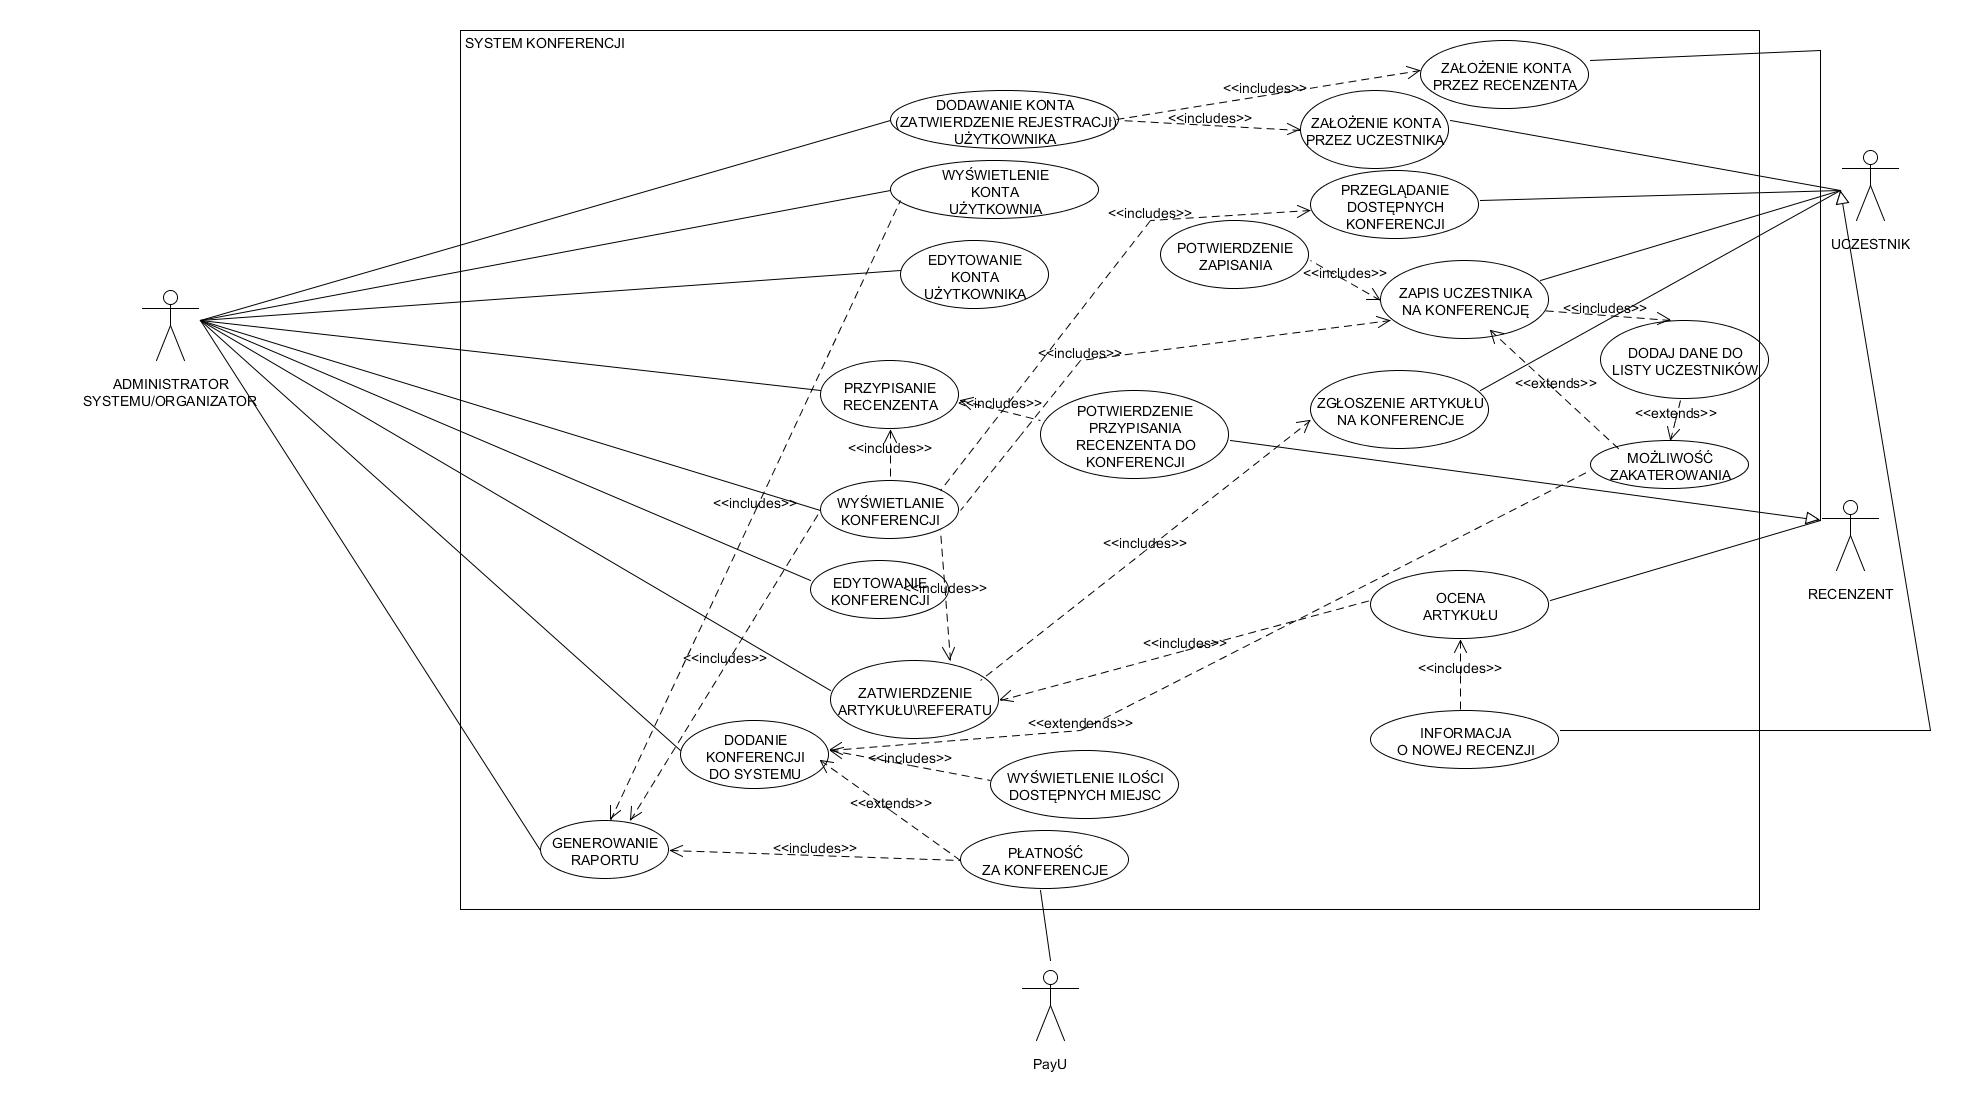 SYSTEM KONFERENCJI
ZAŁOŻENIE KONTA
PRZEZ RECENZENTA
<<includes>>
DODAWANIE KONTA
(ZATWIERDZENIE REJESTRACJI)
UŻYTKOWNIKA
<<includes>>
ZAŁOŻENIE KONTA
PRZEZ UCZESTNIKA
WYŚWIETLENIE
KONTA
UŻYTKOWNIA
PRZEGLĄDANIE
DOSTĘPNYCH
KONFERENCJI
<<includes>>
UCZESTNIK
POTWIERDZENIE
ZAPISANIA
<<includes>>
EDYTOWANIE
KONTA
UŻYTKOWNIKA
ZAPIS UCZESTNIKA
NA KONFERENCJĘ
<<includes>>
DODAJ DANE DO
LISTY UCZESTNIKÓW
<<includes>>
ADMINISTRATOR
SYSTEMU/ORGANIZATOR
PRZYPISANIE
RECENZENTA
<<includes>>
POTWIERDZENIE
PRZYPISANIA
RECENZENTA DO
KONFERENCJI
ZGŁOSZENIE ARTYKUŁU
NA KONFERENCJE
<<extends>>
<<extends>>
<<includes>>
MOŻLIWOŚĆ
ZAKATEROWANIA
<<includes>>
WYŚWIETLANIE
KONFERENCJI
<<includes>>
EDYTOWANIE
KONFERENCJI
<<includes>>
OCENA
ARTYKUŁU
RECENZENT
<<includes>>
<<includes>>
<<includes>>
ZATWIERDZENIE
ARTYKUŁU\REFERATU
<<extendends>>
INFORMACJA
O NOWEJ RECENZJI
DODANIE
KONFERENCJI
DO SYSTEMU
<<includes>>
WYŚWIETLENIE ILOŚCI
DOSTĘPNYCH MIEJSC
<<extends>>
GENEROWANIE
RAPORTU
<<includes>>
PŁATNOŚĆ
ZA KONFERENCJE
PayU